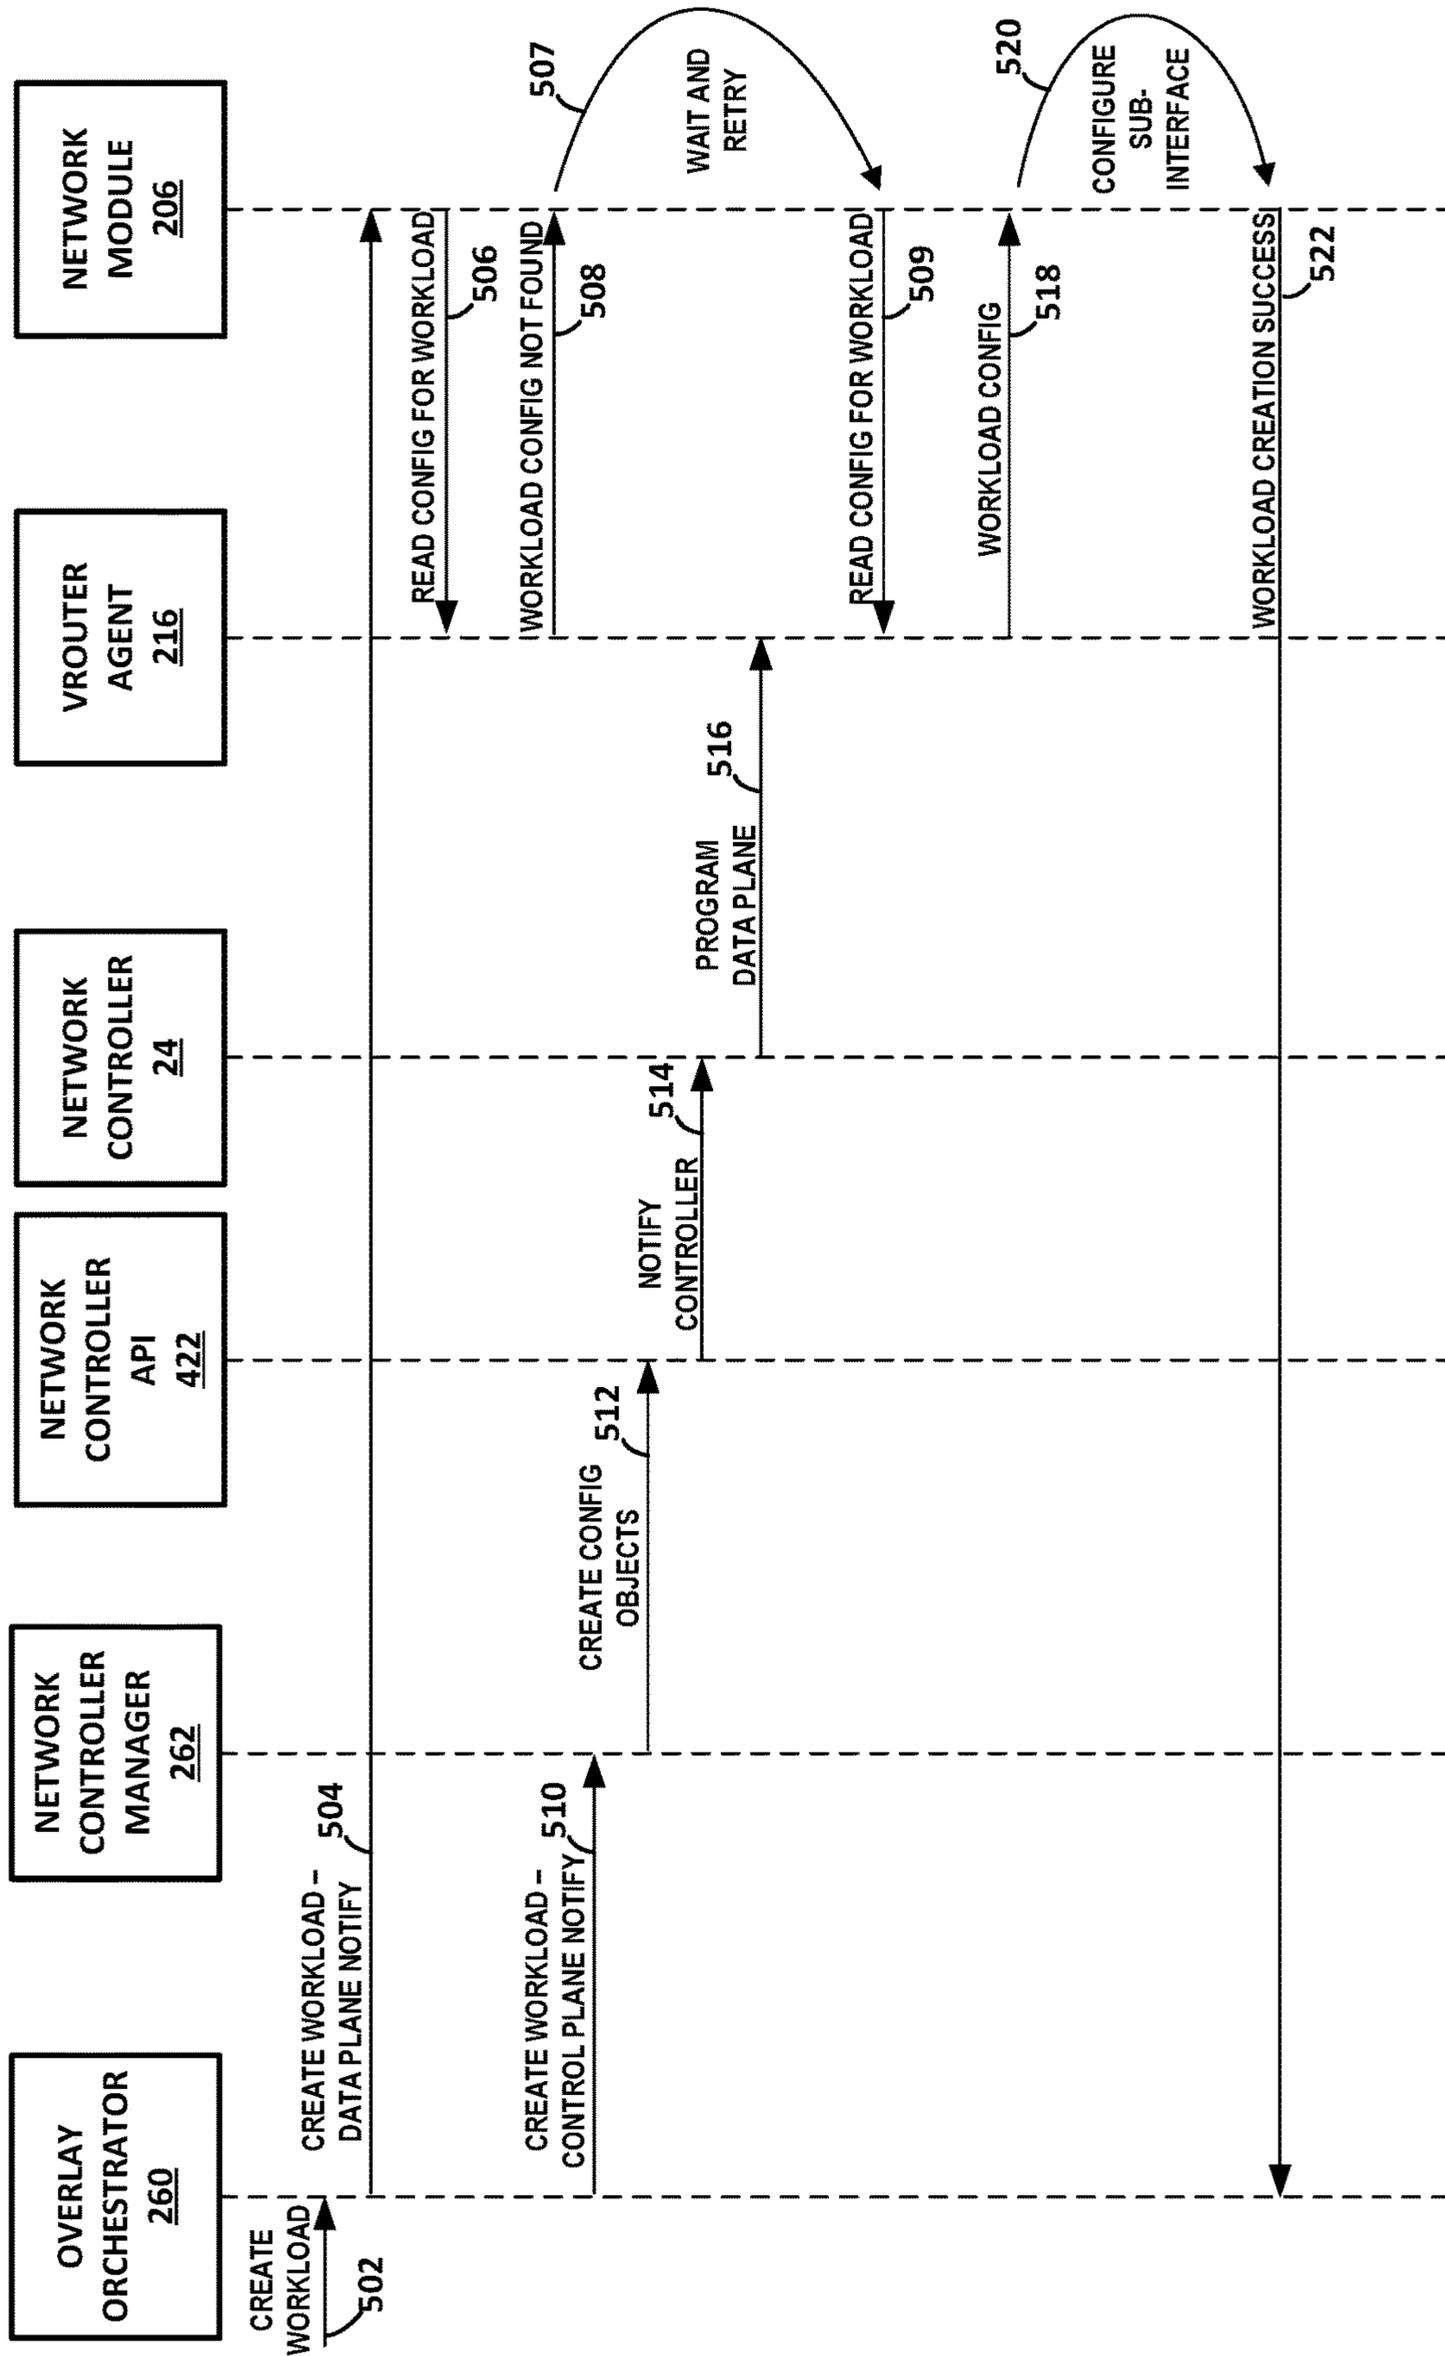 OVERLAY
ORCHESTRATOR
260
NETWORK
CONTROLLER
MANAGER
262
NETWORK
CONTROLLER
API
422
NETWORK
CONTROLLER
24
VROUTER
AGENT
216
NETWORK
MODULE
206
CREATE
WORKLOAD
502
CREATE WORKLOAD –
DATA PLANE NOTIFY
504
READ CONFIG FOR WORKLOAD
506
WORKLOAD CONFIG NOT FOUND
508
507
WAIT AND
RETRY
CREATE WORKLOAD –
CONTROL PLANE NOTIFY
510
CREATE CONFIG
OBJECTS
512
NOTIFY
CONTROLLER
514
PROGRAM
DATA PLANE
516
READ CONFIG FOR WORKLOAD
509
WORKLOAD CONFIG
518
520
CONFIGURE
SUB-
INTERFACE
WORKLOAD CREATION SUCCESS
522